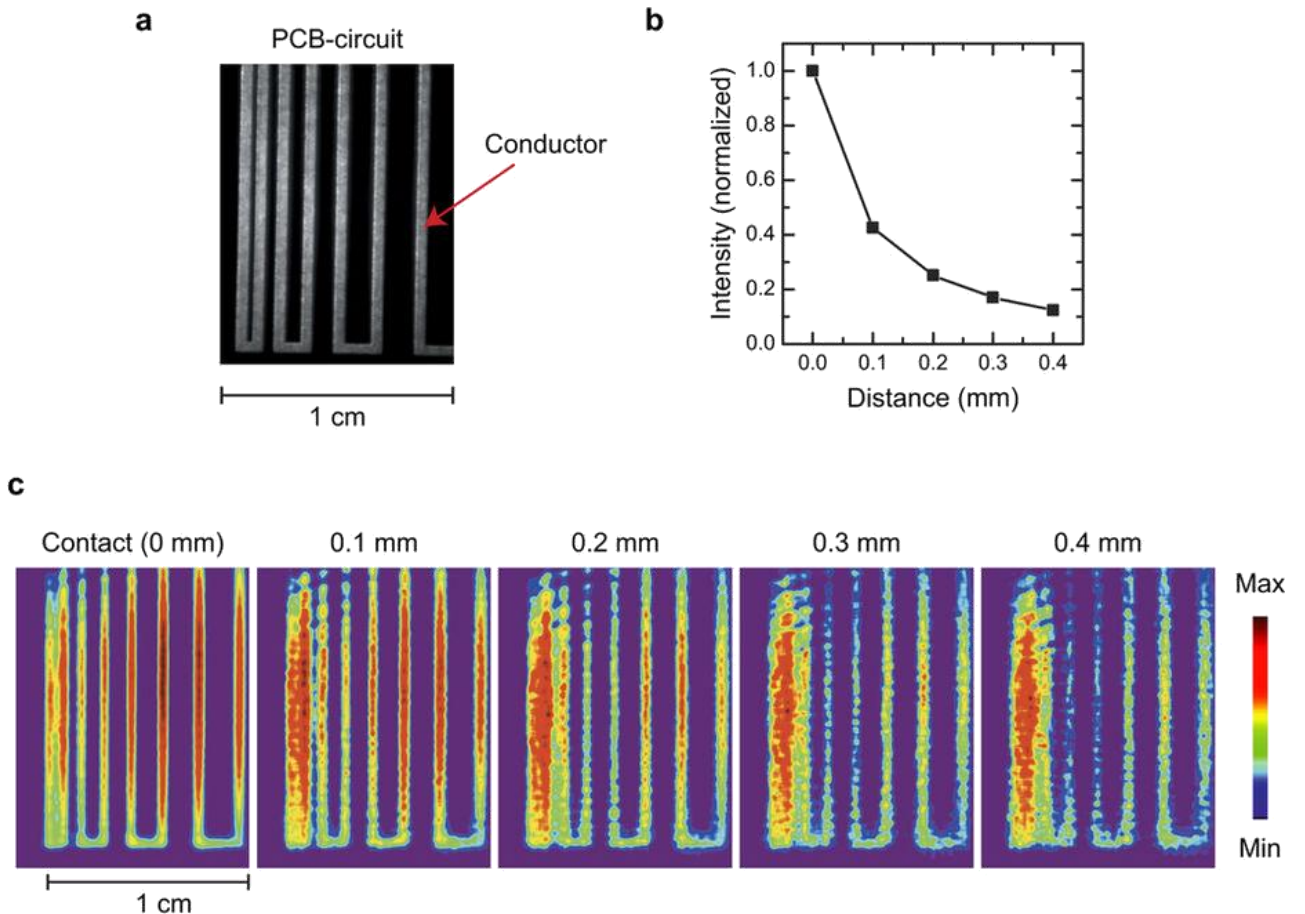 a
PCB-circuit
Conductor
1 cm
b
Intensity (normalized)
1.0
0.8
0.6
0.4
0.2
0.0
0.0 0.1 0.2 0.3 0.4
Distance (mm)
c
Contact (0 mm) 0.1 mm 0.2 mm 0.3 mm 0.4 mm
Max
Min
1 cm